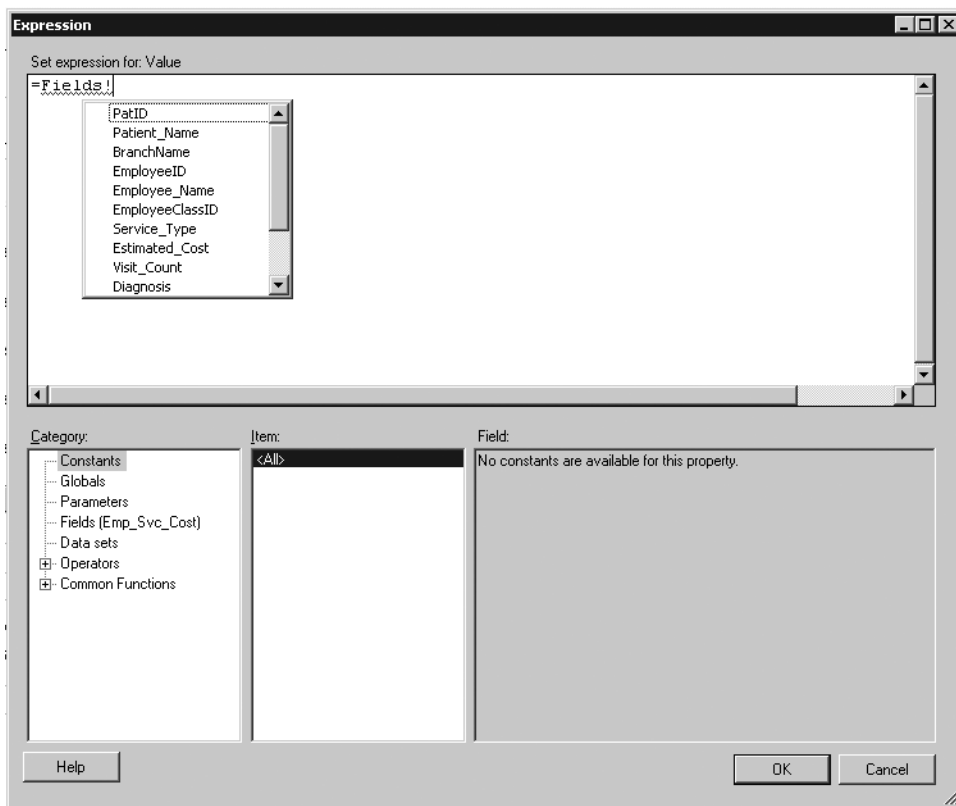 Expression
Set expression for: Value
=Fields!
PatID
Patient_Name
BranchName
EmployeeID
Employee_Name
EmployeeClassID
Service_Type
Estimated_Cost
Visit_Count
Diagnosis
Category:
Constants
Globals
Parameters
Fields (Emp_Svc_Cost)
Data sets
Operators
Common Functions
Item:
<All>
Field:
No constants are available for this property.
Help
OK
Cancel